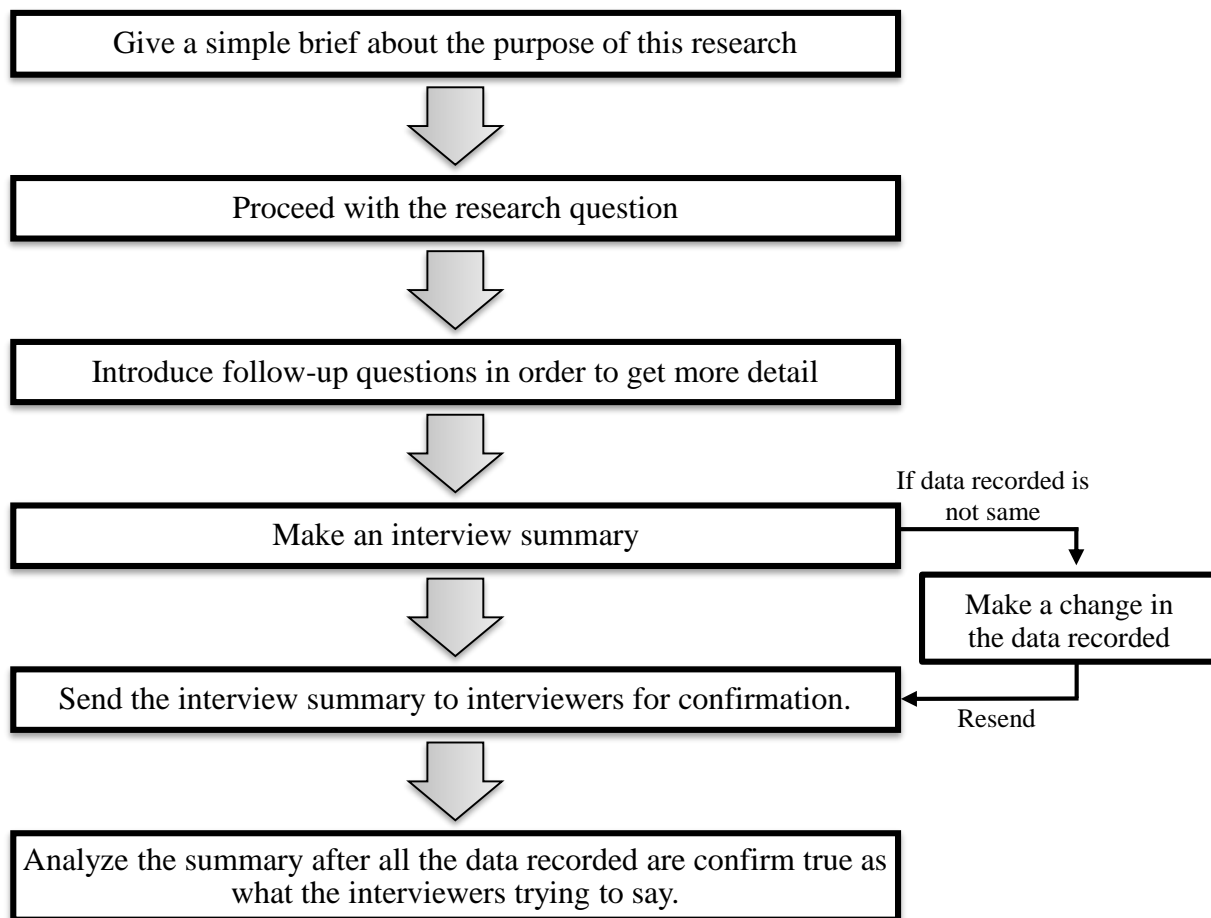 Give a simple brief about the purpose of this research
Proceed with the research question
Introduce follow-up questions in order to get more detail
If data recorded is
not same
Make an interview summary
Make a change in
the data recorded
Send the interview summary to interviewers for confirmation.
Resend
Analyze the summary after all the data recorded are confirm true as
what the interviewers trying to say.